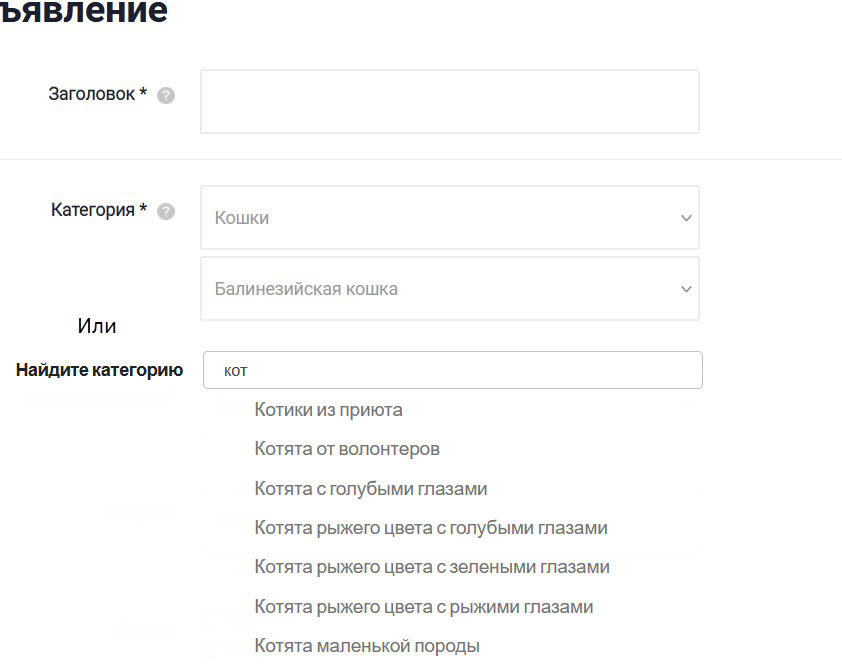 ъявление
Заголовок * ?
Категория * ?
Кошки
Балинезийская кошка
Или
Найдите категорию
кот
Котики из приюта
Котята от волонтеров
Котята с голубыми глазами
Котята рыжего цвета с голубыми глазами
Котята рыжего цвета с зелеными глазами
Котята рыжего цвета с рыжими глазами
Котята маленькой породы